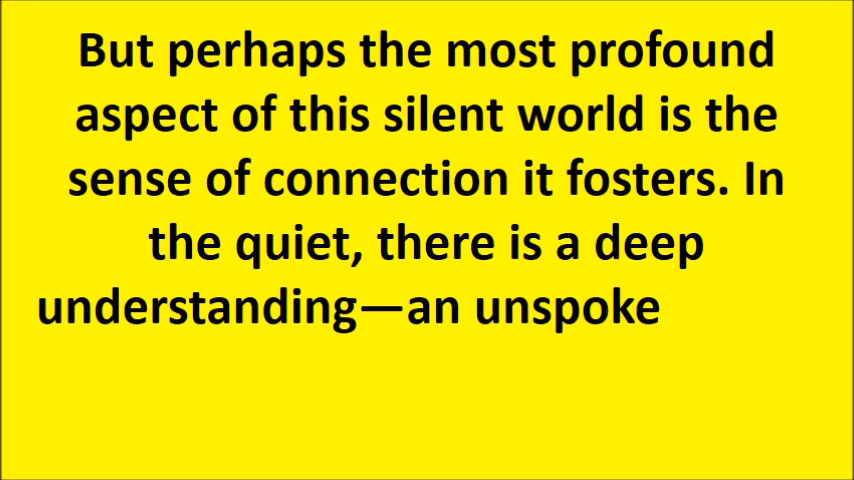 But perhaps the most profound
aspect of this silent world is the
sense of connection it fosters. In
the quiet, there is a deep
understanding—an unspoke